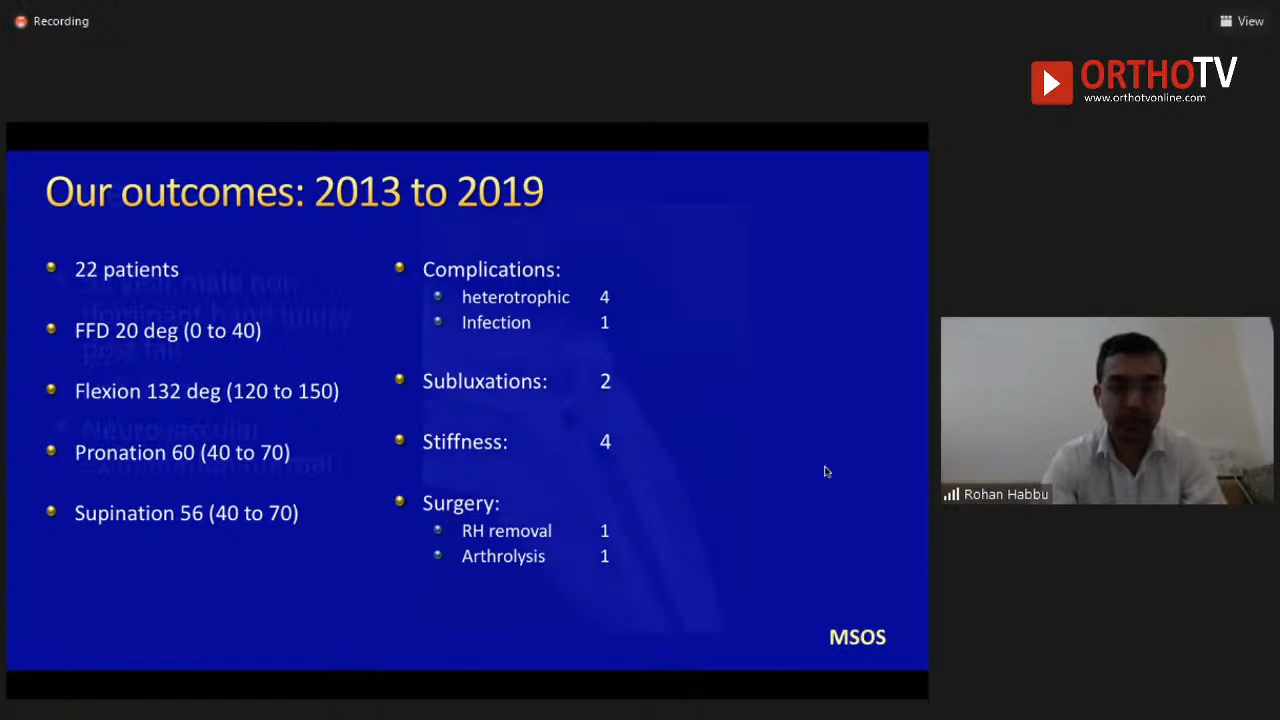 Recording
View
ORTHOTV
www.orthotvonline.com
Our outcomes: 2013 to 2019
22 patients
FFD 20 deg (0 to 40)
Flexion 132 deg (120 to 150)
Pronation 60 (40 to 70)
Supination 56 (40 to 70)
Complications:
heterotrophic 4
Infection 1
Subluxations: 2
Stiffness: 4
Surgery:
RH removal 1
Arthrolysis 1
MSOS
Rohan Habbu